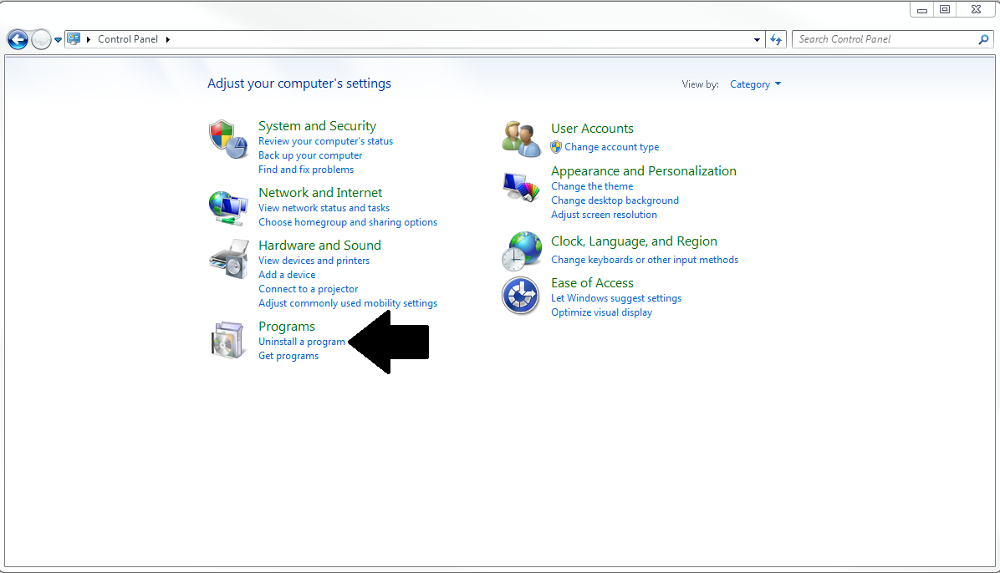 Control Panel
Search Control Panel
Adjust your computer's settings
View by: Category
System and Security
Review your computer's status
Back up your computer
Find and fix problems
Network and Internet
View network status and tasks
Choose homegroup and sharing options
Hardware and Sound
View devices and printers
Add a device
Connect to a projector
Adjust commonly used mobility settings
Programs
Uninstall a program
Get programs
User Accounts
Change account type
Appearance and Personalization
Change the theme
Change desktop background
Adjust screen resolution
Clock, Language, and Region
Change keyboards or other input methods
Ease of Access
Let Windows suggest settings
Optimize visual display